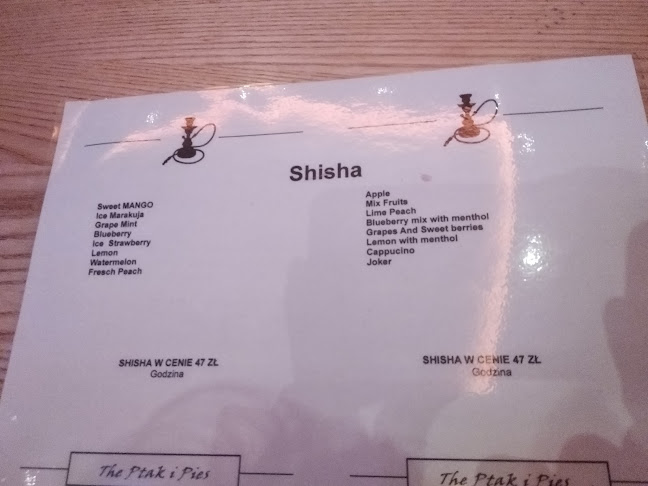 Shisha
Sweet MANGO
Ice Marakuja
Grape Mint
Blueberry
Ice Strawberry
Lemon
Watermelon
Fresch Peach
SHISHA W CENIE 47 ZŁ
Godzina
The Ptak i Pies
Apple
Mix Fruits
Lime Peach
Blueberry mix with menthol
Grapes And Sweet berries
Lemon with menthol
Cappucino
Joker
SHISHA W CENIE 47 ZŁ
Godzina
The Ptak i Pies